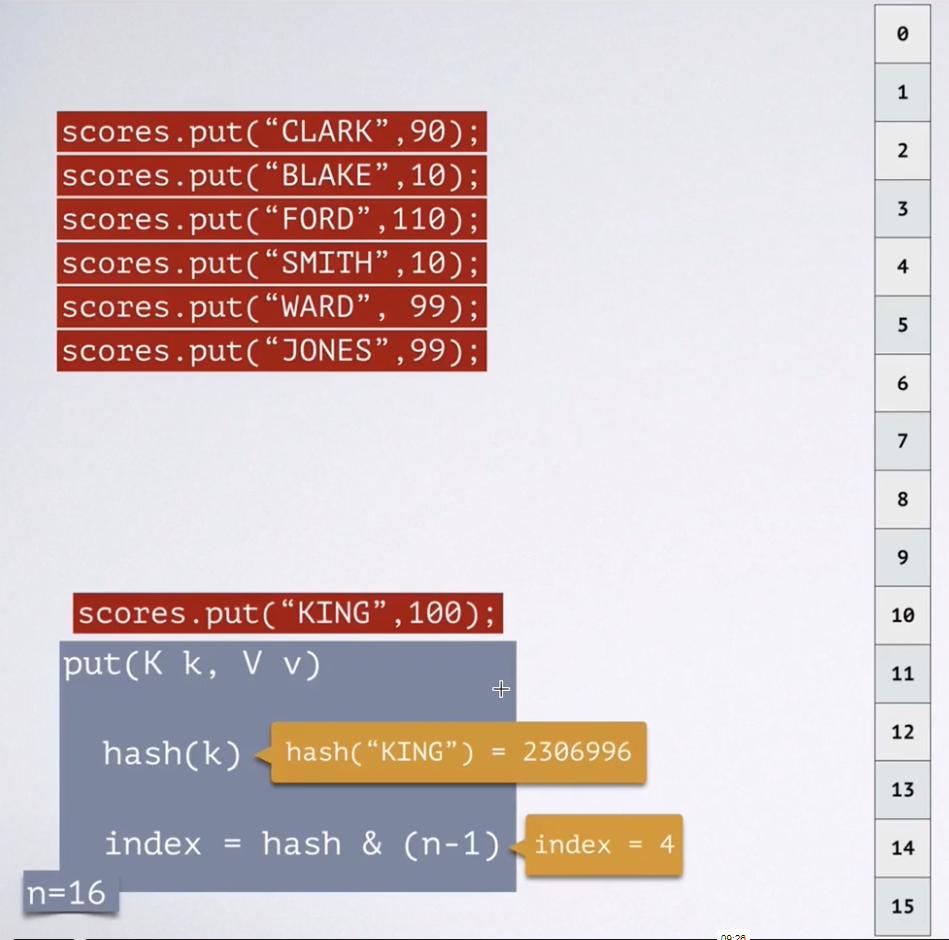 scores.put(“CLARK”,90);
scores.put(“BLAKE”,10);
scores.put(“FORD”,110);
scores.put(“SMITH”,10);
scores.put(“WARD”, 99);
scores.put(“JONES”,99);
scores.put(“KING”,100);
put(K k, V v)
hash(k)
hash(“KING”) = 2306996
index = hash & (n-1)
index = 4
n=16
0
1
2
3
4
5
6
7
8
9
10
11
12
13
14
15
09:26